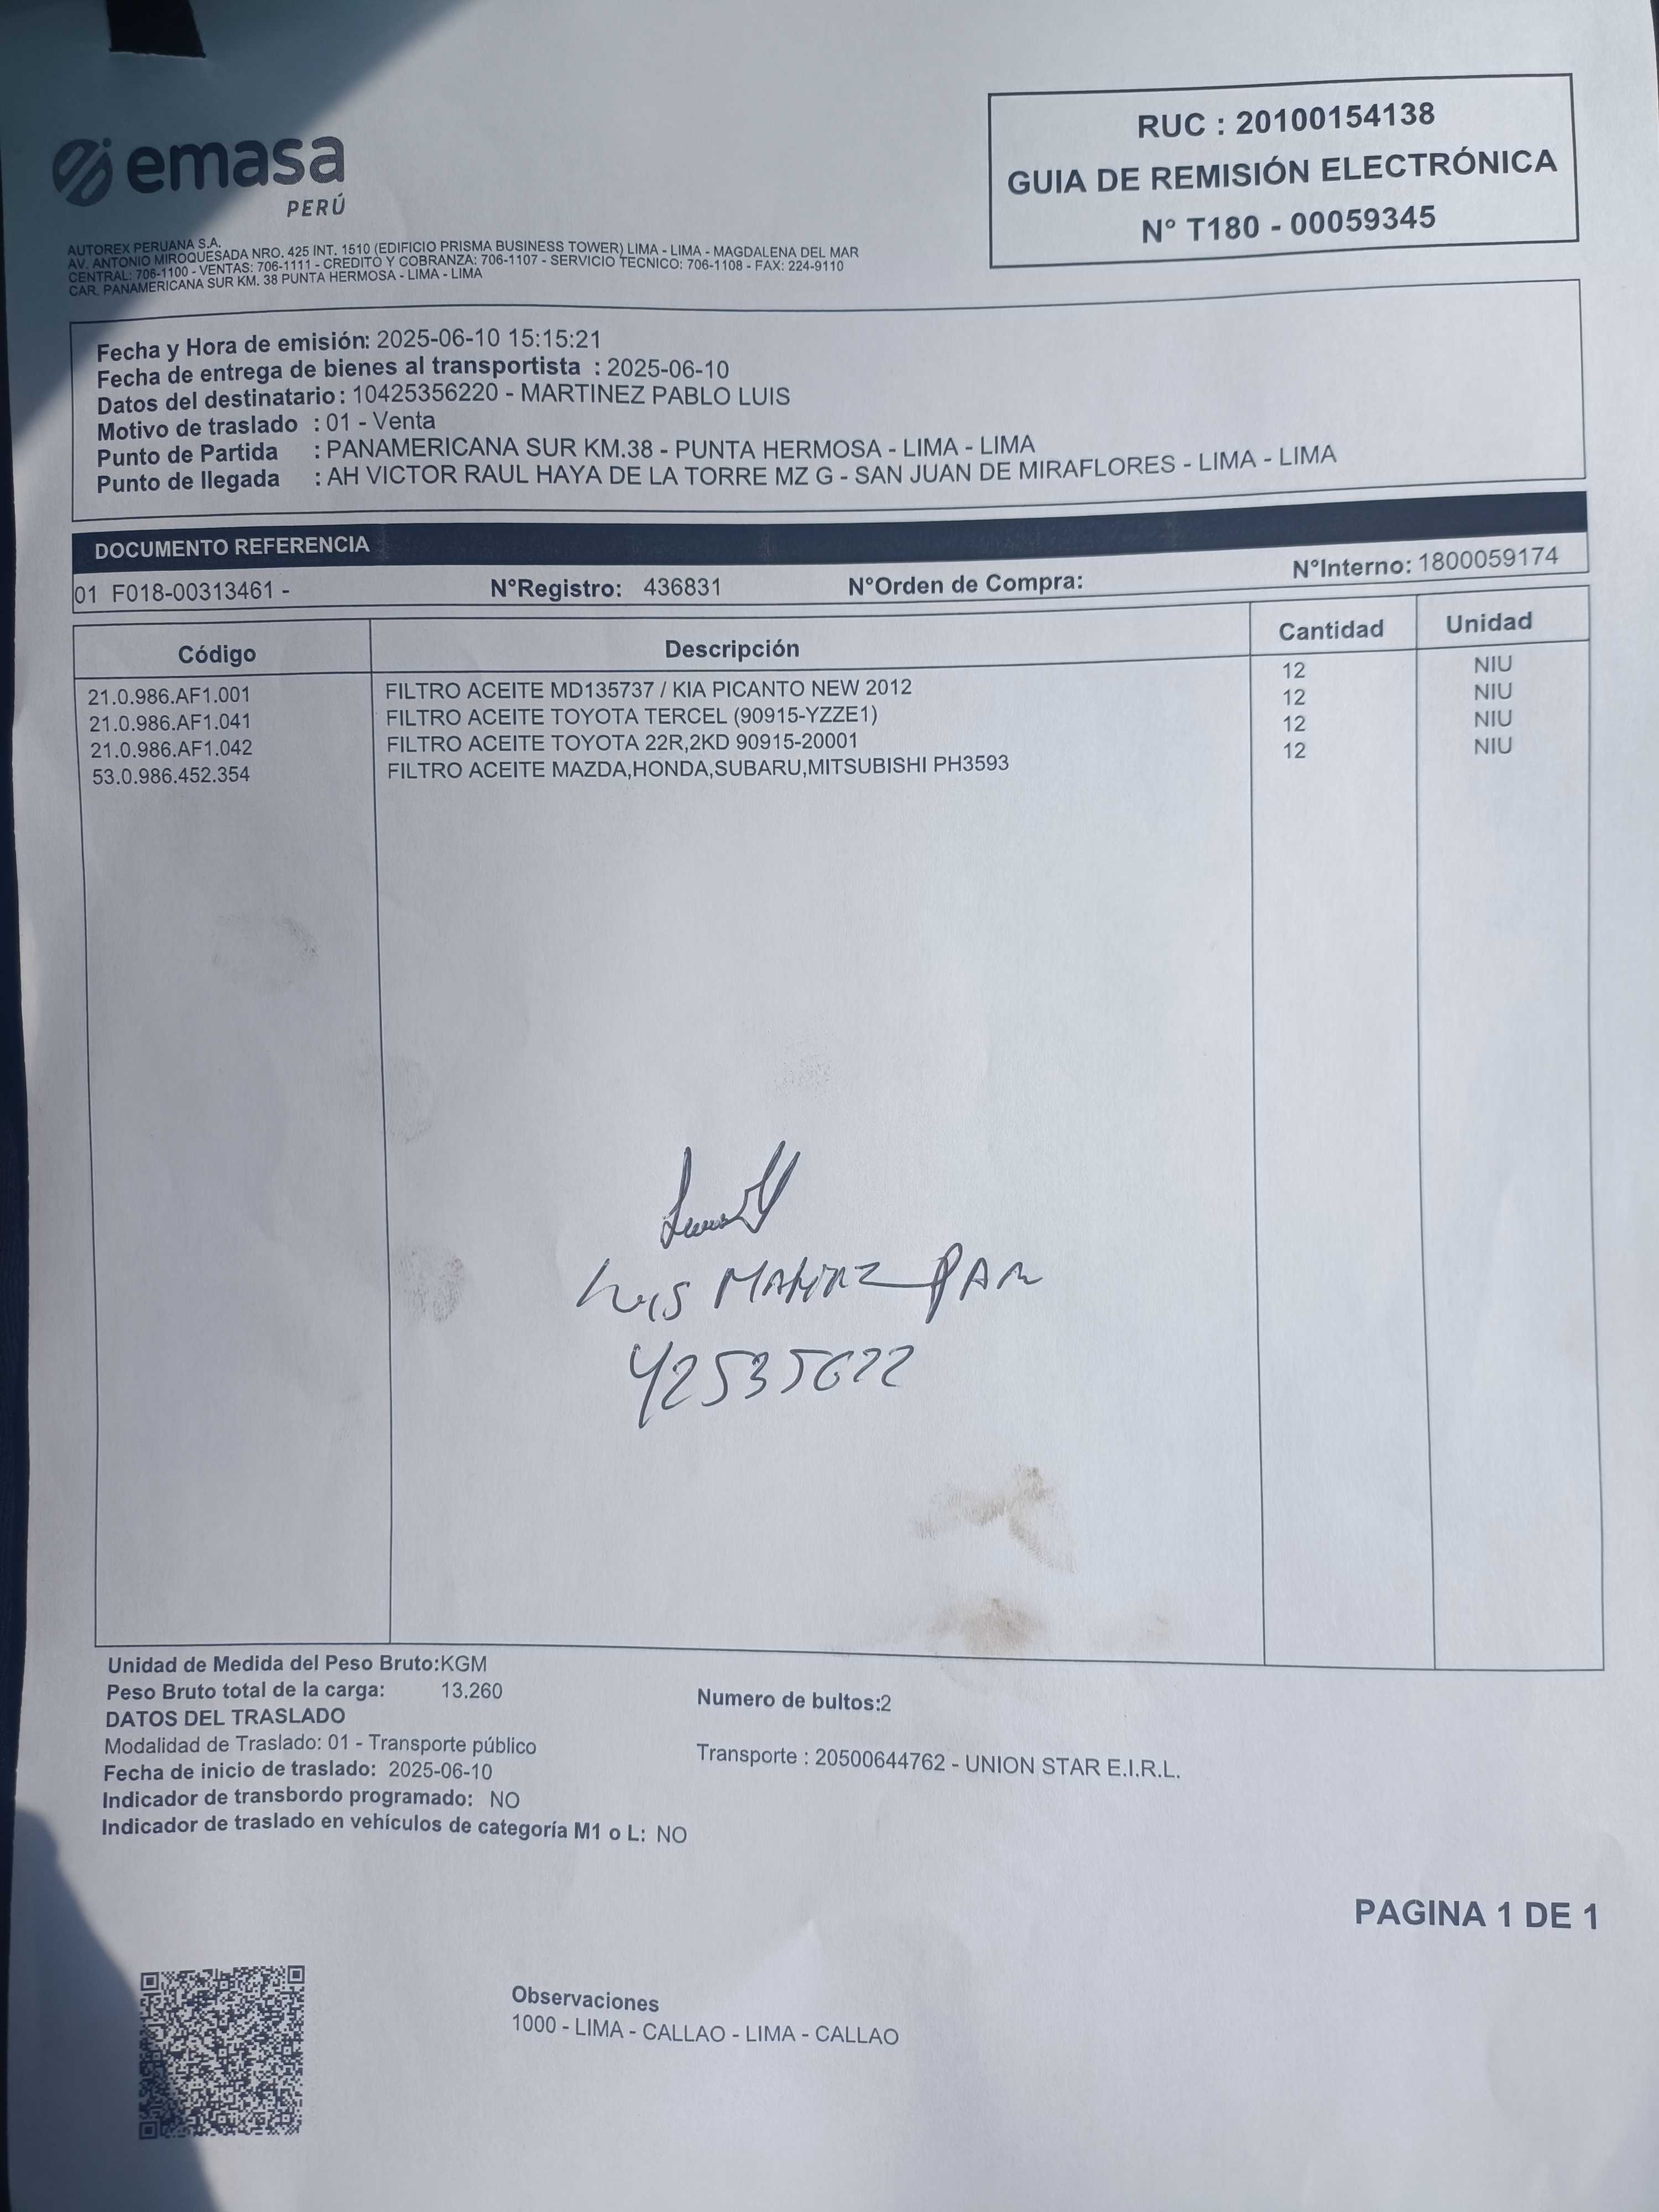 emasa
PERÚ
RUC : 20100154138
GUIA DE REMISIÓN ELECTRÓNICA
N° T180 - 00059345
AUTOREX PERUANA S.A.
AV. ANTONIO MIROQUESADA NRO. 425 INT. 1510 (EDIFICIO PRISMA BUSINESS TOWER) LIMA - LIMA - MAGDALENA DEL MAR
CENTRAL: 706-1100 - VENTAS: 706-1111 - CREDITO Y COBRANZA: 706-1107 - SERVICIO TECNICO: 706-1108 - FAX: 224-9110
CAR. PANAMERICANA SUR KM. 38 PUNTA HERMOSA - LIMA - LIMA
Fecha y Hora de emisión: 2025-06-10 15:15:21
Fecha de entrega de bienes al transportista : 2025-06-10
Datos del destinatario : 10425356220 - MARTINEZ PABLO LUIS
Motivo de traslado : 01 - Venta
Punto de Partida : PANAMERICANA SUR KM.38 - PUNTA HERMOSA - LIMA - LIMA
Punto de llegada : AH VICTOR RAUL HAYA DE LA TORRE MZ G - SAN JUAN DE MIRAFLORES - LIMA - LIMA
DOCUMENTO REFERENCIA
01 F018-00313461 - N°Registro: 436831 N°Orden de Compra: N°Interno: 1800059174
Código Descripción Cantidad Unidad
21.0.986.AF1.001 FILTRO ACEITE MD135737 / KIA PICANTO NEW 2012 12 NIU
21.0.986.AF1.041 FILTRO ACEITE TOYOTA TERCEL (90915-YZZE1) 12 NIU
21.0.986.AF1.042 FILTRO ACEITE TOYOTA 22R,2KD 90915-20001 12 NIU
53.0.986.452.354 FILTRO ACEITE MAZDA,HONDA,SUBARU,MITSUBISHI PH3593 12 NIU
Luis
42535622
Unidad de Medida del Peso Bruto:KGM
Peso Bruto total de la carga: 13.260 Numero de bultos:2
DATOS DEL TRASLADO
Modalidad de Traslado: 01 - Transporte público Transporte : 20500644762 - UNION STAR E.I.R.L.
Fecha de inicio de traslado: 2025-06-10
Indicador de transbordo programado: NO
Indicador de traslado en vehículos de categoría M1 o L: NO
PAGINA 1 DE 1
Observaciones
1000 - LIMA - CALLAO - LIMA - CALLAO